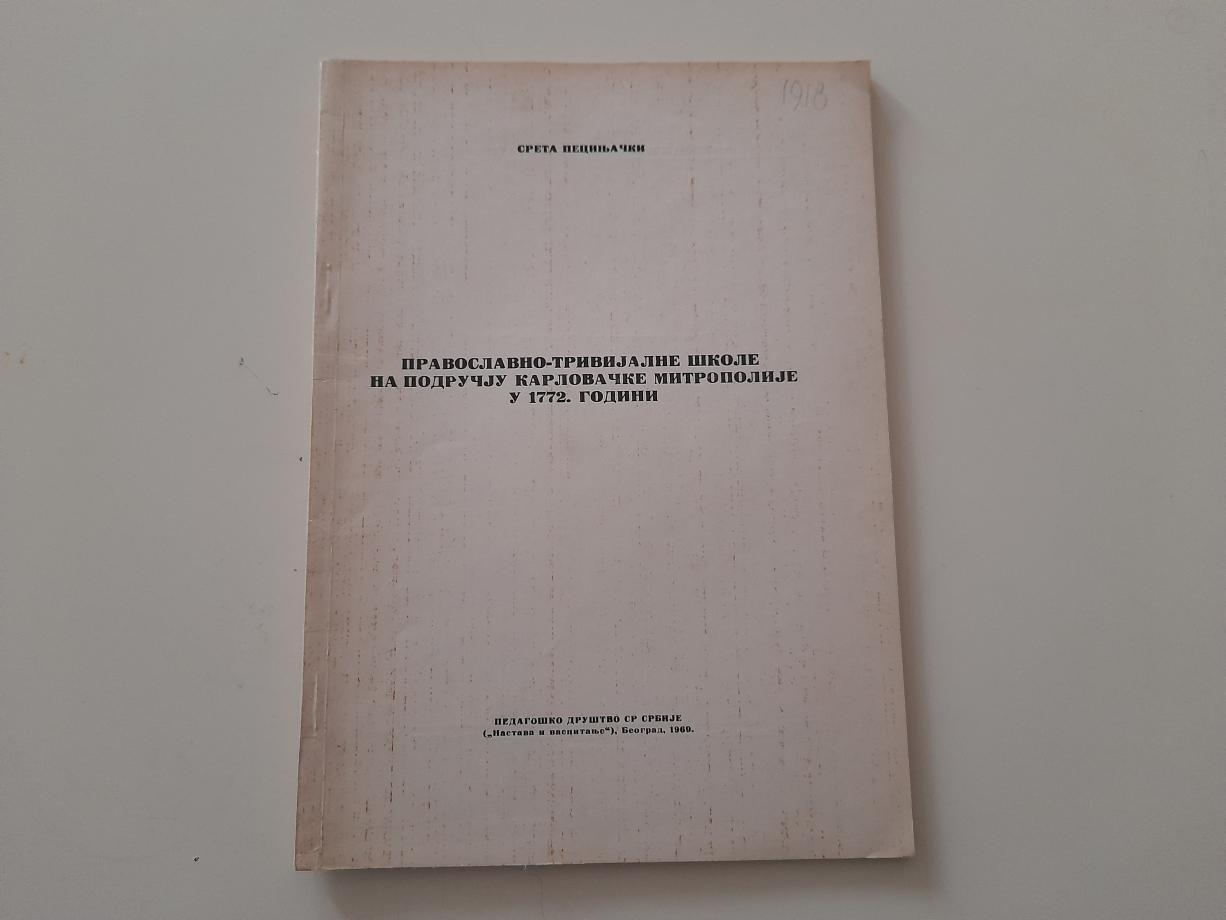 1918
СРЕТА ПЕЦИЊАЧКИ
ПРАВОСЛАВНО-ТРИВИЈАЛНЕ ШКОЛЕ
НА ПОДРУЧЈУ КАРЛОВАЧКЕ МИТРОПОЛИЈЕ
У 1772. ГОДИНИ
ПЕДАГОШКО ДРУШТВО СР СРБИЈЕ
(„Настава и васпитање“), Београд, 1969.